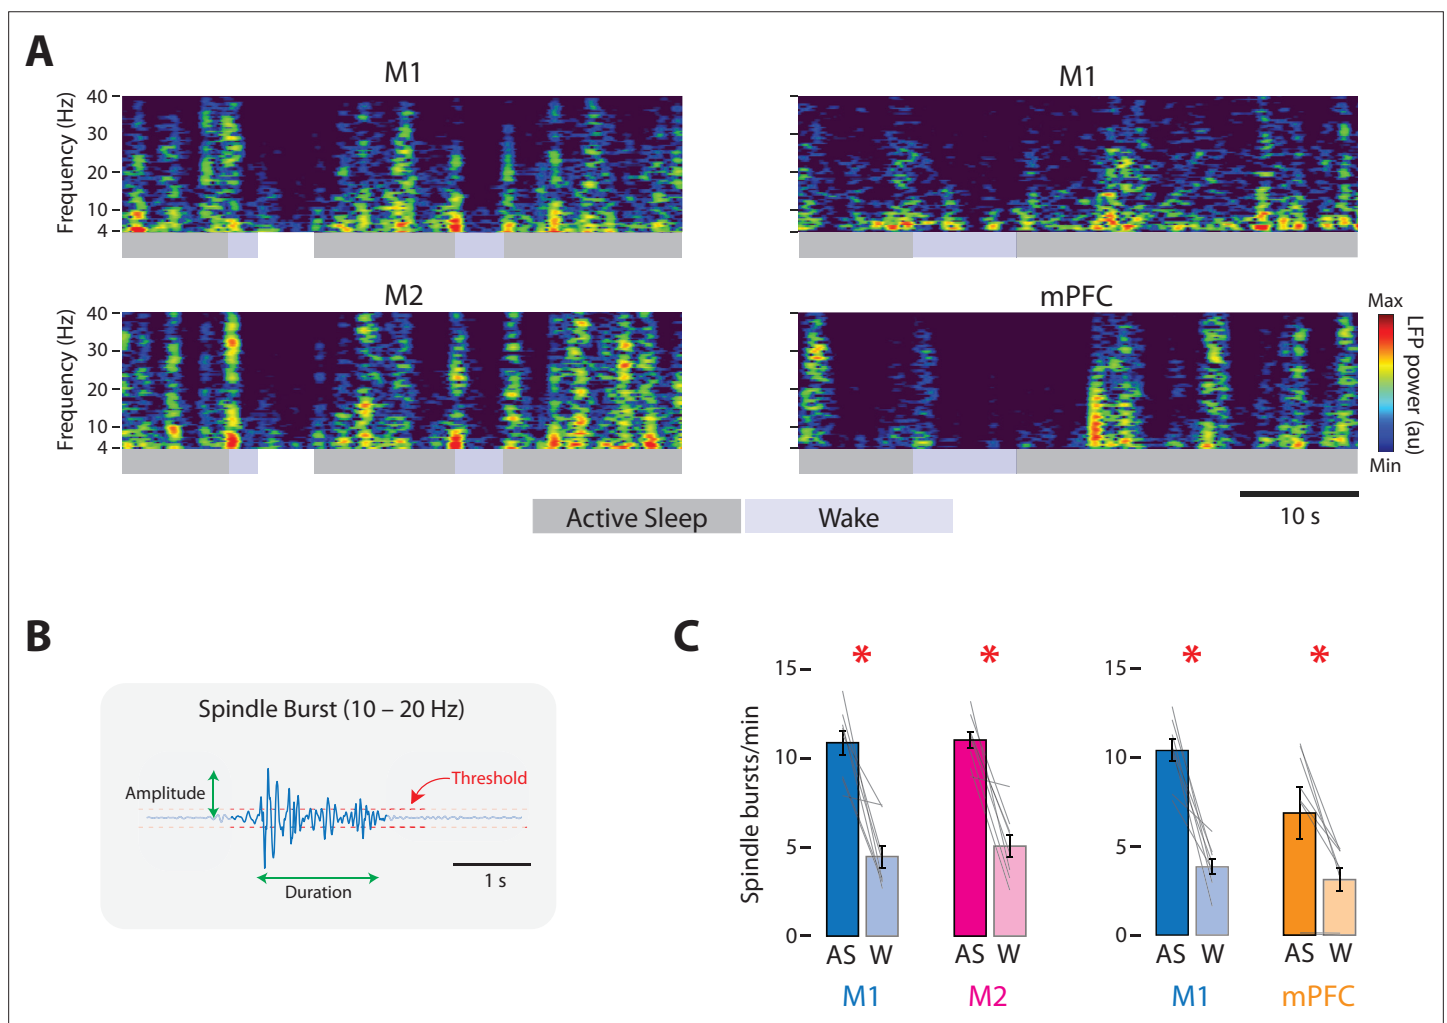 A
M1
Frequency (Hz)
40
30
20
10
4
M1
M2
Frequency (Hz)
40
30
20
10
4
mPFC
Max
LFP power (au)
Min
Active Sleep
Wake
10 s
B
Spindle Burst (10 – 20 Hz)
Amplitude
Threshold
Duration
1 s
C
Spindle bursts/min
15
10
5
0
* *
AS W AS W
M1 M2
15
10
5
0
* *
AS W AS W
M1 mPFC